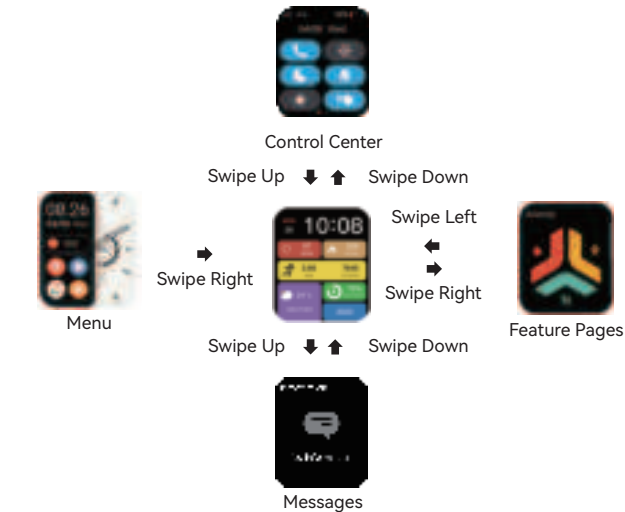 Control Center
Swipe Up Swipe Down
08:26
10:08
Swipe Left
Swipe Right
Swipe Right
Menu
Feature Pages
Swipe Up Swipe Down
Messages